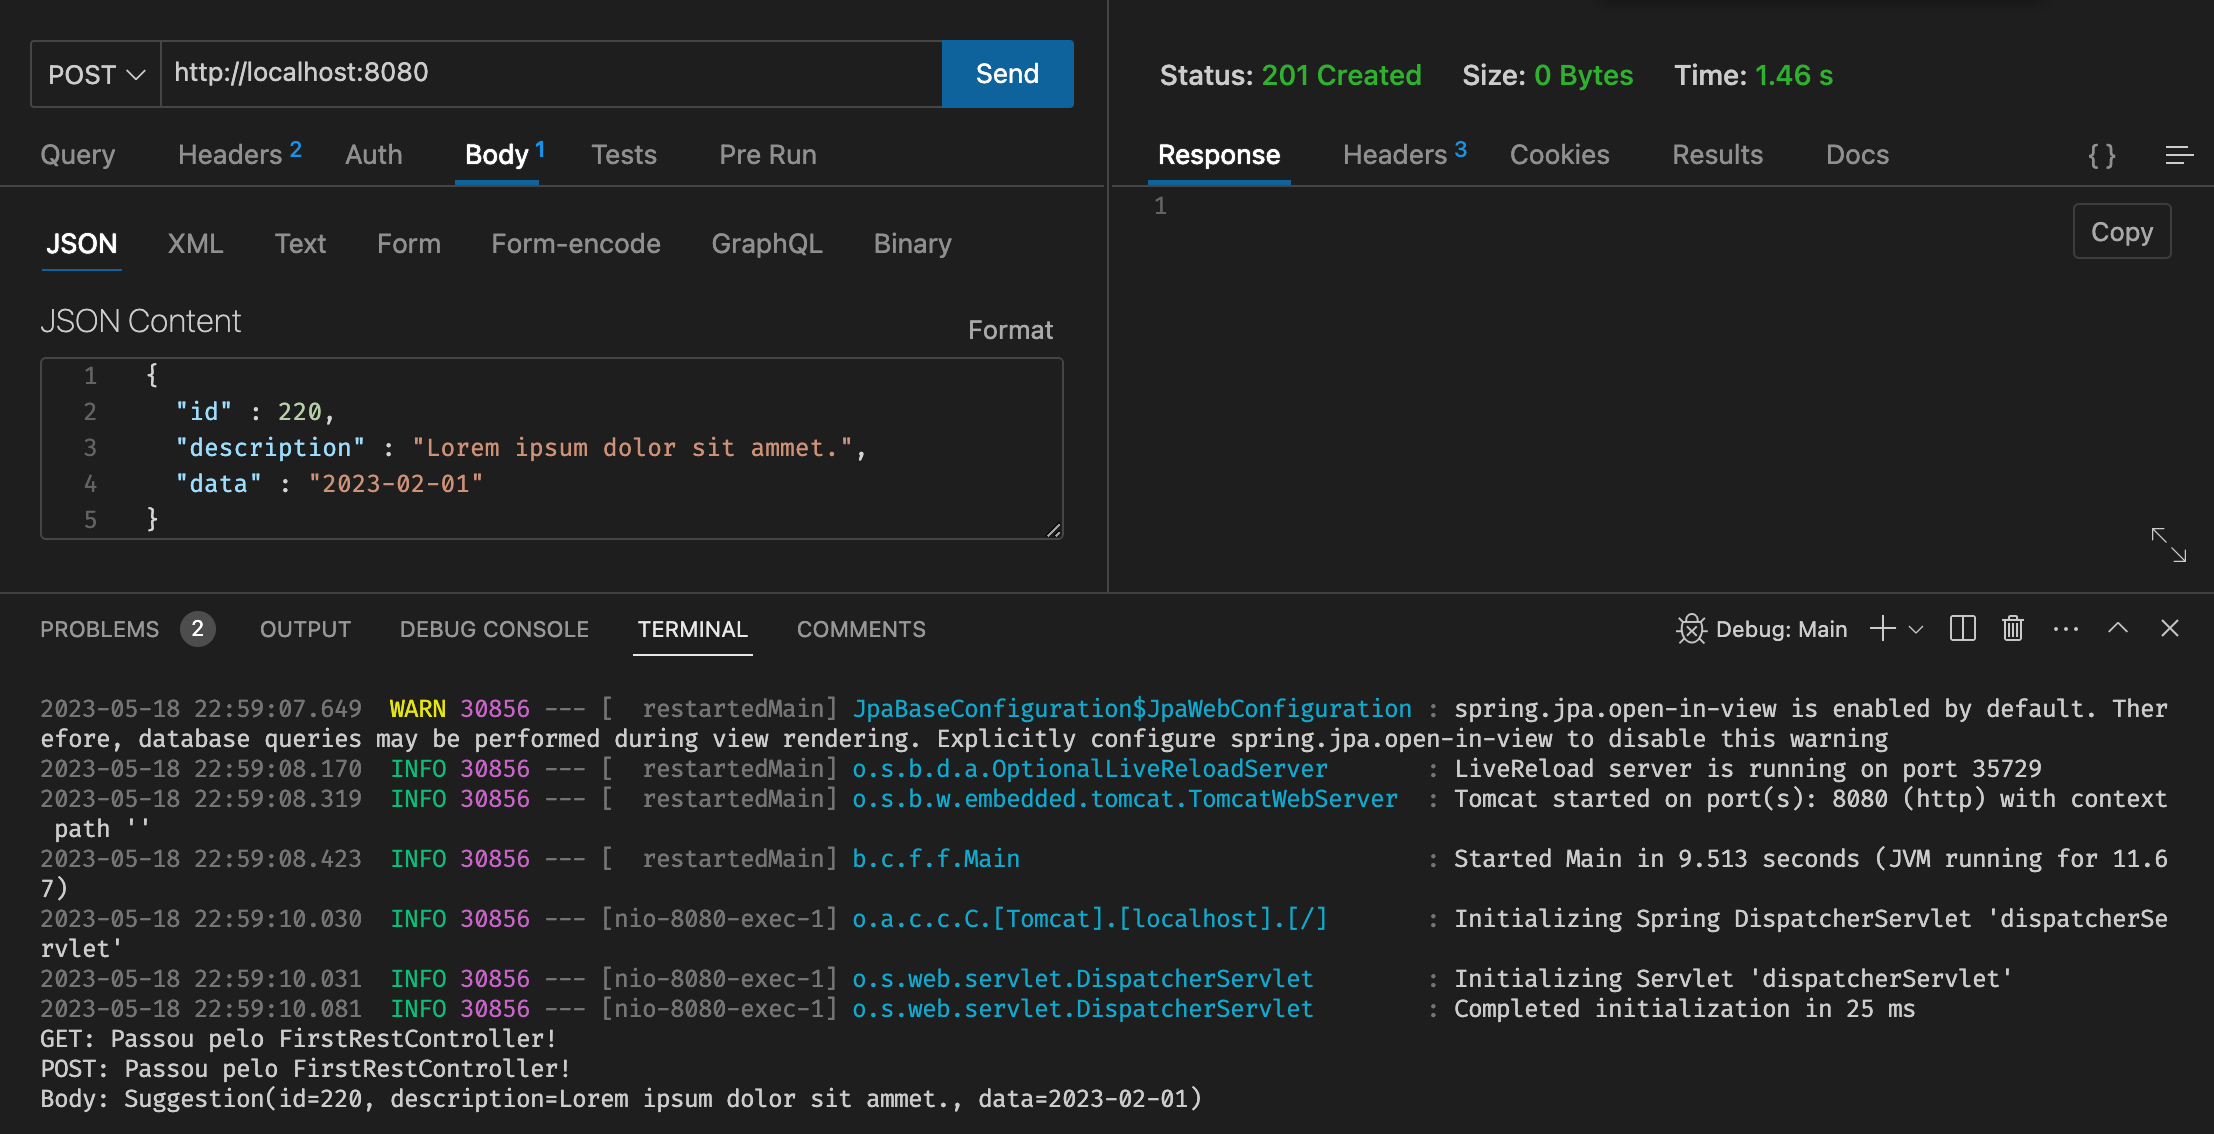 POST http://localhost:8080 Send
Query Headers 2 Auth Body 1 Tests Pre Run
JSON XML Text Form Form-encode GraphQL Binary
JSON Content
Format
1 {
2 "id" : 220,
3 "description" : "Lorem ipsum dolor sit ammet.",
4 "data" : "2023-02-01"
5 }
Status: 201 Created Size: 0 Bytes Time: 1.46 s
Response Headers 3 Cookies Results Docs { }
1
Copy
PROBLEMS 2 OUTPUT DEBUG CONSOLE TERMINAL COMMENTS Debug: Main
2023-05-18 22:59:07.649  WARN 30856 --- [  restartedMain] JpaBaseConfiguration$JpaWebConfiguration : spring.jpa.open-in-view is enabled by default. Ther
efore, database queries may be performed during view rendering. Explicitly configure spring.jpa.open-in-view to disable this warning
2023-05-18 22:59:08.170  INFO 30856 --- [  restartedMain] o.s.b.d.a.OptionalLiveReloadServer       : LiveReload server is running on port 35729
2023-05-18 22:59:08.319  INFO 30856 --- [  restartedMain] o.s.b.w.embedded.tomcat.TomcatWebServer  : Tomcat started on port(s): 8080 (http) with context
 path ''
2023-05-18 22:59:08.423  INFO 30856 --- [  restartedMain] b.c.f.f.Main                             : Started Main in 9.513 seconds (JVM running for 11.6
7)
2023-05-18 22:59:10.030  INFO 30856 --- [nio-8080-exec-1] o.a.c.c.C.[Tomcat].[localhost].[/]       : Initializing Spring DispatcherServlet 'dispatcherSe
rvlet'
2023-05-18 22:59:10.031  INFO 30856 --- [nio-8080-exec-1] o.s.web.servlet.DispatcherServlet        : Initializing Servlet 'dispatcherServlet'
2023-05-18 22:59:10.081  INFO 30856 --- [nio-8080-exec-1] o.s.web.servlet.DispatcherServlet        : Completed initialization in 25 ms
GET: Passou pelo FirstRestController!
POST: Passou pelo FirstRestController!
Body: Suggestion(id=220, description=Lorem ipsum dolor sit ammet., data=2023-02-01)